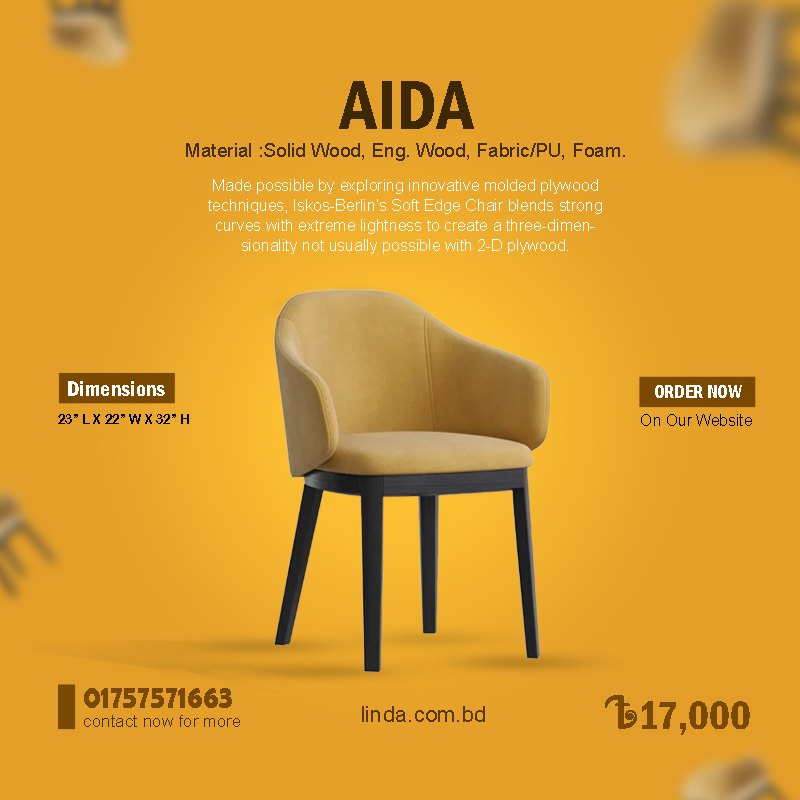 AIDA
Material :Solid Wood, Eng. Wood, Fabric/PU, Foam.
Made possible by exploring innovative molded plywood
techniques, Iskos-Berlin's Soft Edge Chair blends strong
curves with extreme lightness to create a three-dimen-
sionality not usually possible with 2-D plywood.
Dimensions
23” L X 22” W X 32” H
ORDER NOW
On Our Website
01757571663
contact now for more
linda.com.bd
৳17,000